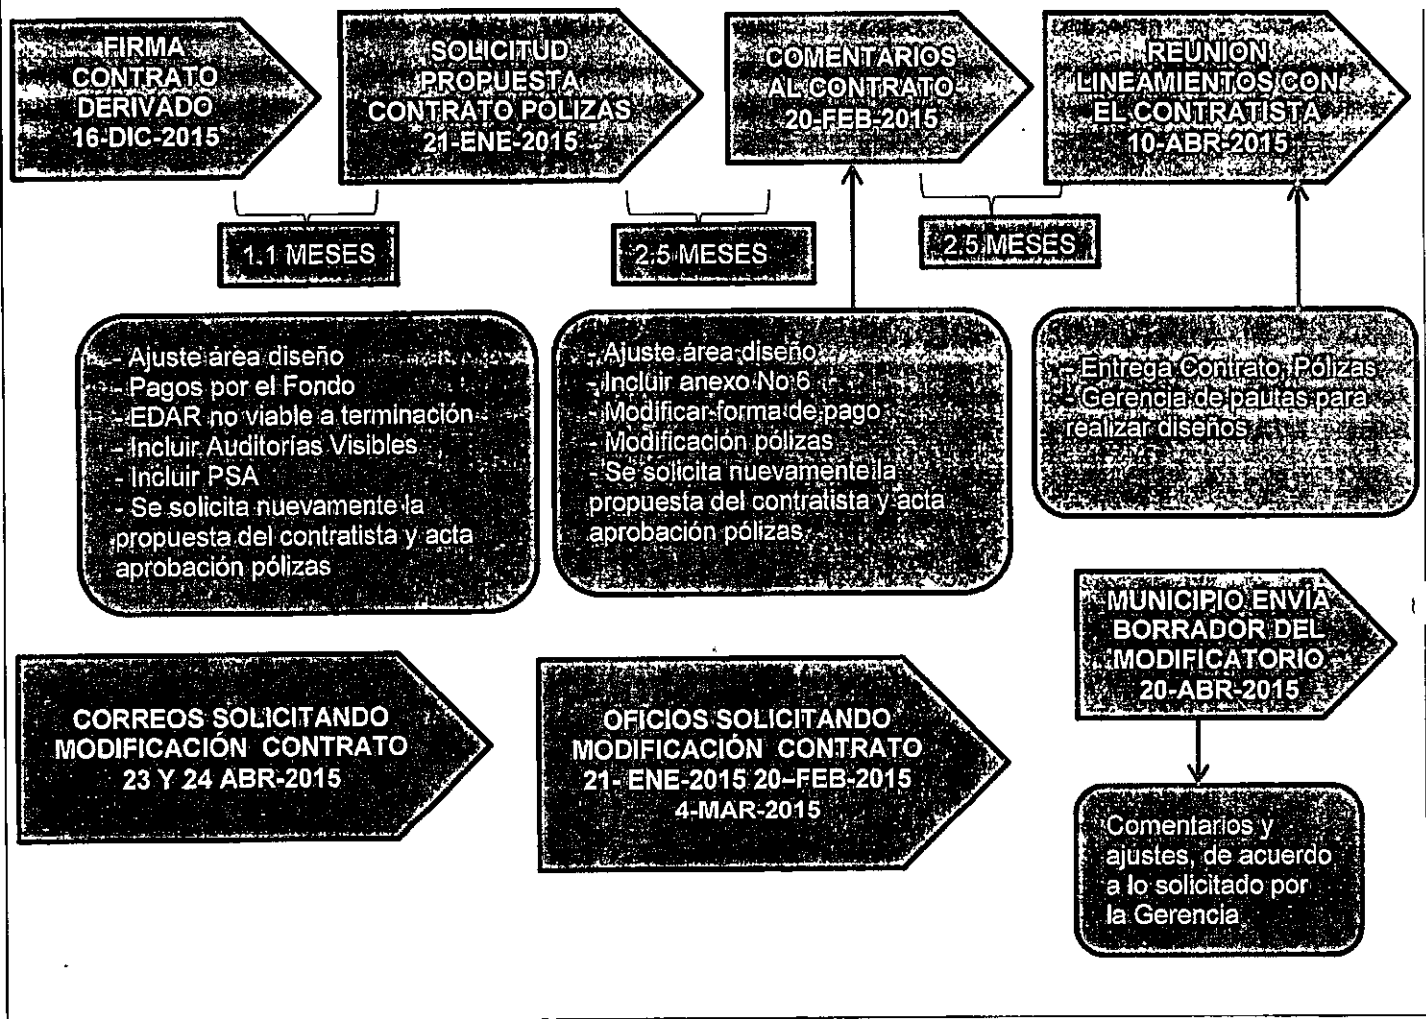 FIRMA
CONTRATO
DERIVADO
16-DIC-2015
SOLICITUD
PROPUESTA
CONTRATO PÓLIZAS
21-ENE-2015
COMENTARIOS
AL CONTRATO
20-FEB-2015
REUNION
LINEAMIENTOS CON
EL CONTRATISTA
10-ABR-2015
1.1 MESES
2.5 MESES
2.5 MESES
- Ajuste área diseño
- Pagos por el Fondo
- EDAR no viable a terminación
- Incluir Auditorías Visibles
- Incluir PSA
- Se solicita nuevamente la
propuesta del contratista y acta
aprobación pólizas
- Ajuste área diseño
- Incluir anexo No 6
- Modificar forma de pago
- Modificación pólizas
- Se solicita nuevamente la
propuesta del contratista y acta
aprobación pólizas
- Entrega Contrato, Pólizas
- Gerencia de pautas para
realizar diseños
MUNICIPIO ENVÍA
BORRADOR DEL
MODIFICATORIO
20-ABR-2015
CORREOS SOLICITANDO
MODIFICACIÓN CONTRATO
23 Y 24 ABR-2015
OFICIOS SOLICITANDO
MODIFICACIÓN CONTRATO
21- ENE-2015 20–FEB-2015
4-MAR-2015
Comentarios y
ajustes, de acuerdo
a lo solicitado por
la Gerencia